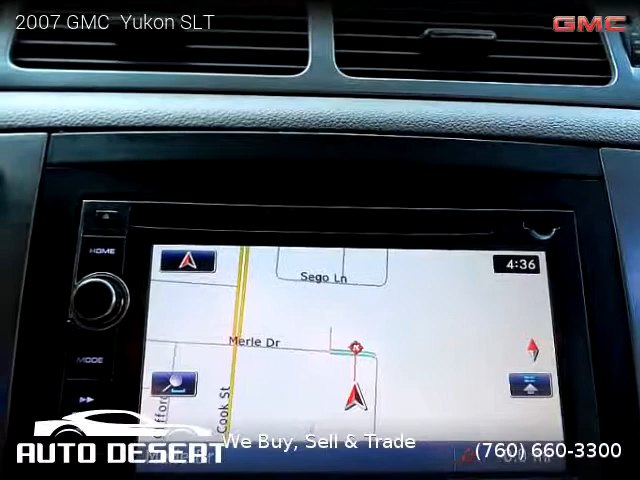 2007 GMC Yukon SLT
GMC
HOME
4:36
Sego Ln
Merle Dr
MODE
Cook St
We Buy, Sell & Trade
AUTO DESERT
(760) 660-3300